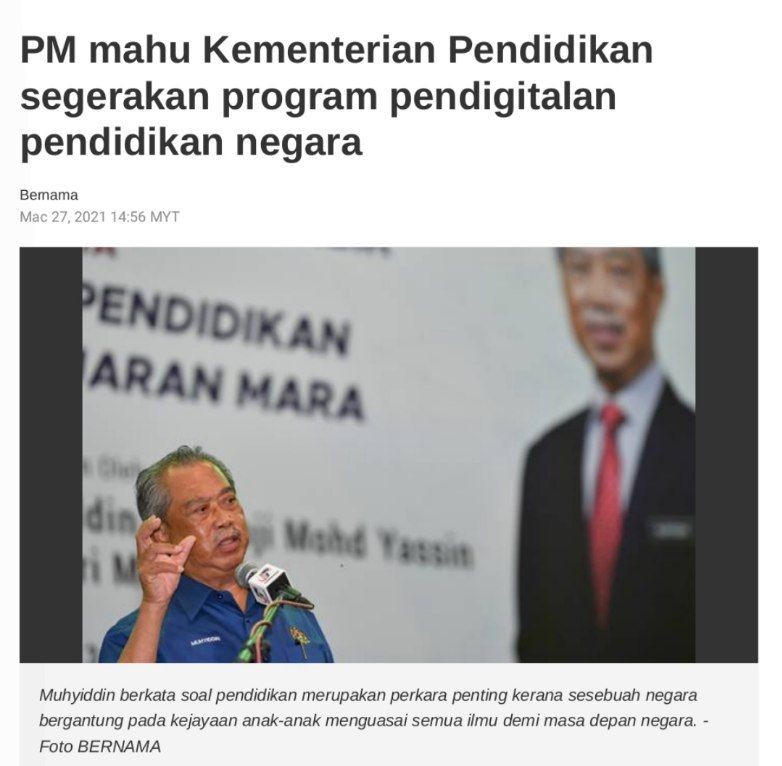 PM mahu Kementerian Pendidikan
segerakan program pendigitalan
pendidikan negara
Bernama
Mac 27, 2021 14:56 MYT
PENDIDIKAN
ARAN MARA
Oleh
din
ji Mohd Yassin
ri M
MUHYIDDIN
Muhyiddin berkata soal pendidikan merupakan perkara penting kerana sesebuah negara
bergantung pada kejayaan anak-anak menguasai semua ilmu demi masa depan negara. -
Foto BERNAMA